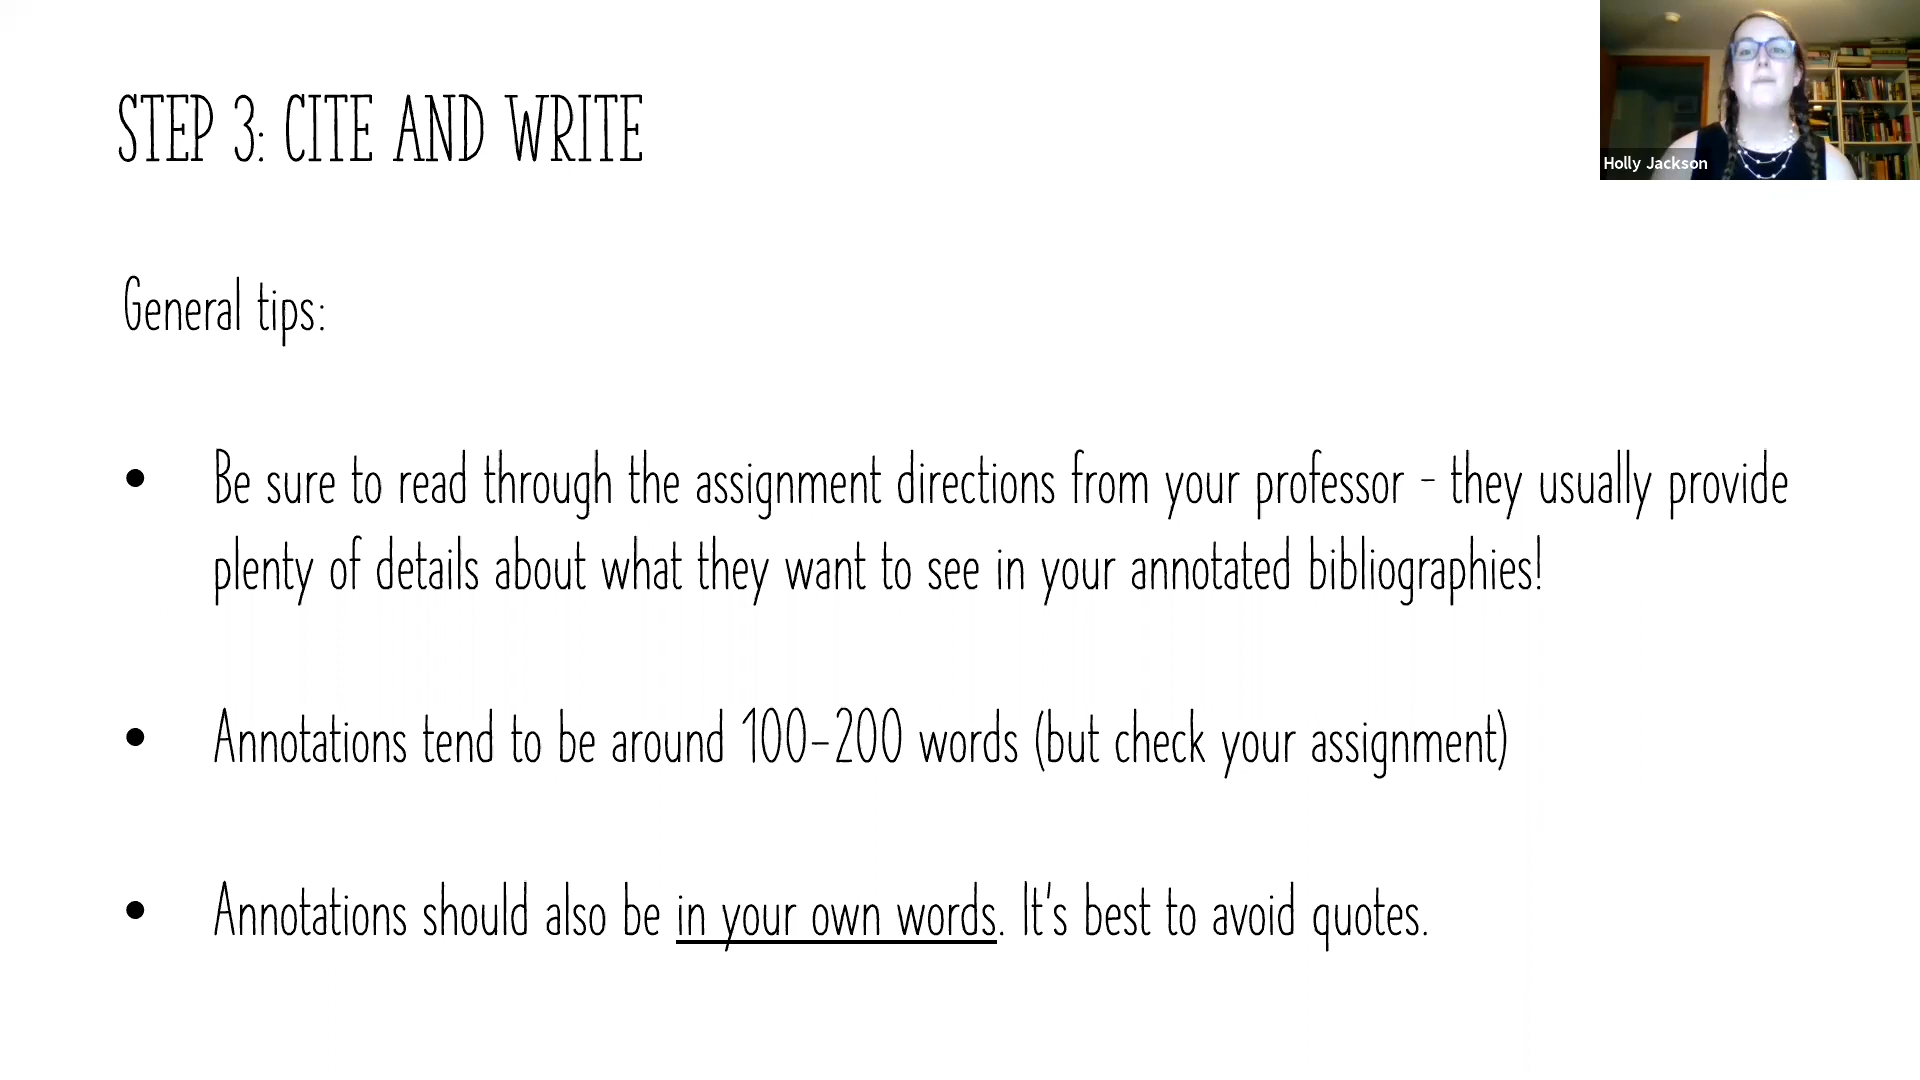 STEP 3: CITE AND WRITE
Holly Jackson
General tips:
• Be sure to read through the assignment directions from your professor - they usually provide
plenty of details about what they want to see in your annotated bibliographies!
• Annotations tend to be around 100-200 words (but check your assignment)
• Annotations should also be in your own words. It's best to avoid quotes.